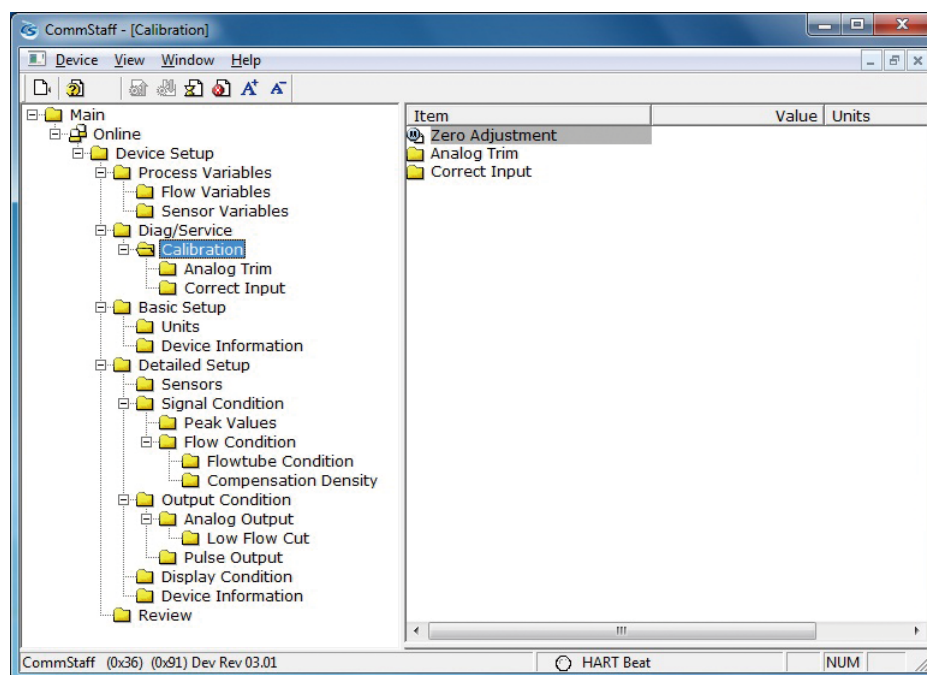 CommStaff - [Calibration]
Device View Window Help
Main
Online
Device Setup
Process Variables
Flow Variables
Sensor Variables
Diag/Service
Calibration
Analog Trim
Correct Input
Basic Setup
Units
Device Information
Detailed Setup
Sensors
Signal Condition
Peak Values
Flow Condition
Flowtube Condition
Compensation Density
Output Condition
Analog Output
Low Flow Cut
Pulse Output
Display Condition
Device Information
Review
Item Value Units
Zero Adjustment
Analog Trim
Correct Input
CommStaff (0x36) (0x91) Dev Rev 03.01 HART Beat NUM